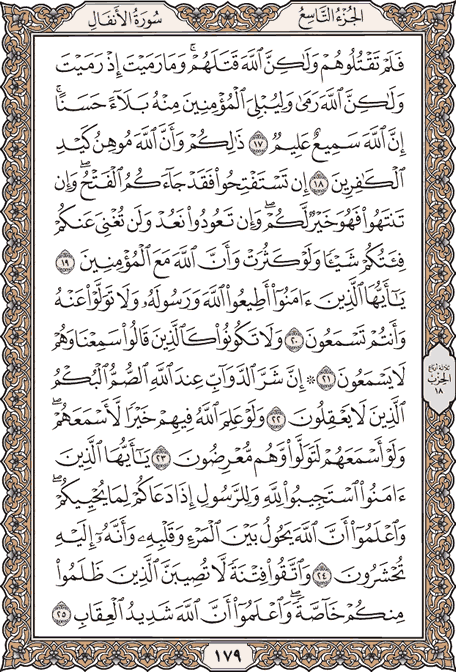 سُورَةُ الأَنفَالِ
الجُزْءُ التَّاسِعُ
فَلَمْ تَقْتُلُوهُمْ وَلَٰكِنَّ ٱللَّهَ قَتَلَهُمْ ۚ وَمَا رَمَيْتَ إِذْ رَمَيْتَ
وَلَٰكِنَّ ٱللَّهَ رَمَىٰ وَلِيُبْلِيَ ٱلْمُؤْمِنِينَ مِنْهُ بَلَآءً حَسَنًا ۚ
إِنَّ ٱللَّهَ سَمِيعٌ عَلِيمٌ ١٧ ذَٰلِكُمْ وَأَنَّ ٱللَّهَ مُوهِنُ كَيْدِ
ٱلْكَٰفِرِينَ ١٨ إِن تَسْتَفْتِحُوا۟ فَقَدْ جَآءَكُمُ ٱلْفَتْحُ ۖ وَإِن
تَنتَهُوا۟ فَهُوَ خَيْرٌ لَّكُمْ ۖ وَإِن تَعُودُوا۟ نَعُدْ وَلَن تُغْنِيَ عَنكُمْ
فِئَتُكُمْ شَيْـًٔا وَلَوْ كَثُرَتْ وَأَنَّ ٱللَّهَ مَعَ ٱلْمُؤْمِنِينَ ١٩
يَٰٓأَيُّهَا ٱلَّذِينَ ءَامَنُوٓا۟ أَطِيعُوا۟ ٱللَّهَ وَرَسُولَهُۥ وَلَا تَوَلَّوْا۟ عَنْهُ
وَأَنتُمْ تَسْمَعُونَ ٢٠ وَلَا تَكُونُوا۟ كَٱلَّذِينَ قَالُوا۟ سَمِعْنَا وَهُمْ
لَا يَسْمَعُونَ ٢١ ۞ إِنَّ شَرَّ ٱلدَّوَآبِّ عِندَ ٱللَّهِ ٱلصُّمُّ ٱلْبُكْمُ
ٱلَّذِينَ لَا يَعْقِلُونَ ٢٢ وَلَوْ عَلِمَ ٱللَّهُ فِيهِمْ خَيْرًا لَّأَسْمَعَهُمْ ۖ
وَلَوْ أَسْمَعَهُمْ لَتَوَلَّوا۟ وَّهُم مُّعْرِضُونَ ٢٣ يَٰٓأَيُّهَا ٱلَّذِينَ
ءَامَنُوا۟ ٱسْتَجِيبُوا۟ لِلَّهِ وَلِلرَّسُولِ إِذَا دَعَاكُمْ لِمَا يُحْيِيكُمْ ۖ
وَٱعْلَمُوٓا۟ أَنَّ ٱللَّهَ يَحُولُ بَيْنَ ٱلْمَرْءِ وَقَلْبِهِۦ وَأَنَّهُۥٓ إِلَيْهِ
تُحْشَرُونَ ٢٤ وَٱتَّقُوا۟ فِتْنَةً لَّا تُصِيبَنَّ ٱلَّذِينَ ظَلَمُوا۟
مِنكُمْ خَآصَّةً ۖ وَٱعْلَمُوٓا۟ أَنَّ ٱللَّهَ شَدِيدُ ٱلْعِقَابِ ٢٥
ثلاثة أرباع
الحزب
١٨
١٧٩